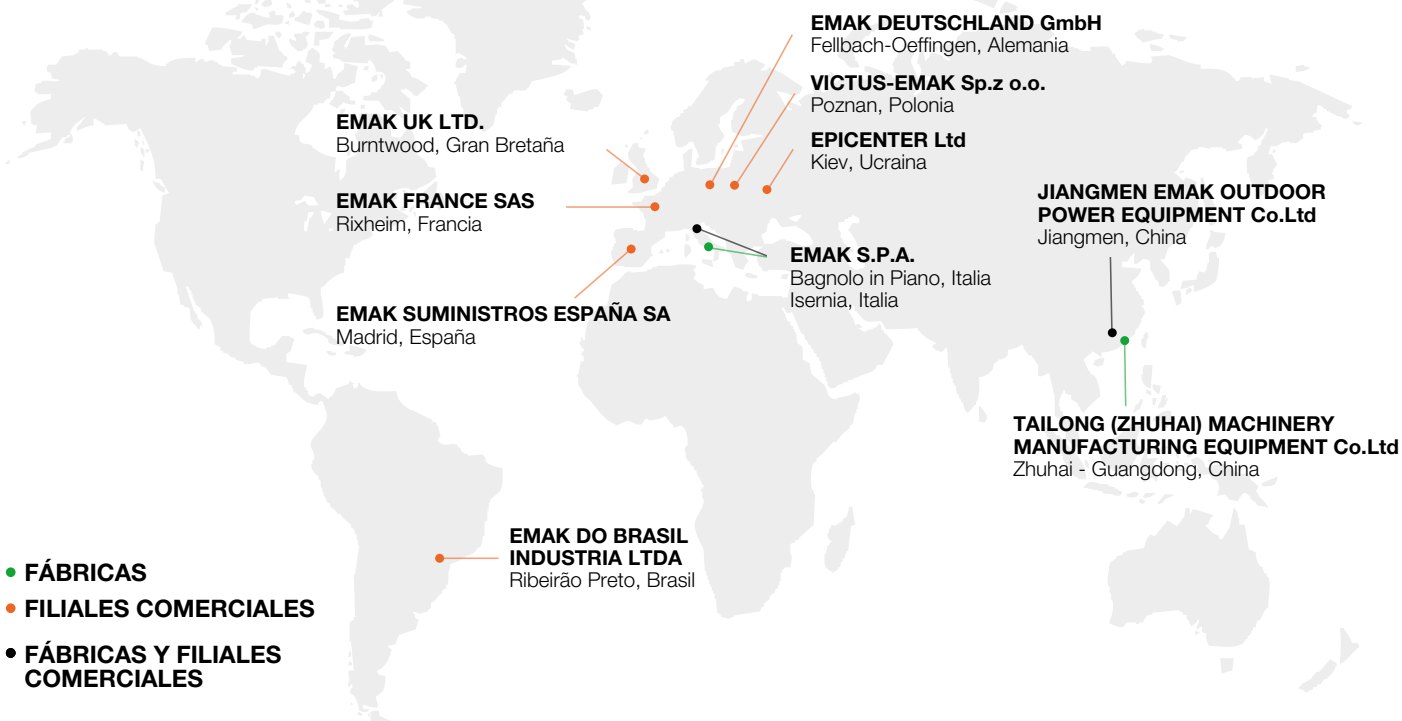 EMAK DEUTSCHLAND GmbH
Fellbach-Oeffingen, Alemania
VICTUS-EMAK Sp.z o.o.
Poznan, Polonia
EMAK UK LTD.
Burntwood, Gran Bretaña
EPICENTER Ltd
Kiev, Ucraina
EMAK FRANCE SAS
Rixheim, Francia
JIANGMEN EMAK OUTDOOR
POWER EQUIPMENT Co.Ltd
Jiangmen, China
EMAK S.P.A.
Bagnolo in Piano, Italia
Isernia, Italia
EMAK SUMINISTROS ESPAÑA SA
Madrid, España
TAILONG (ZHUHAI) MACHINERY
MANUFACTURING EQUIPMENT Co.Ltd
Zhuhai - Guangdong, China
EMAK DO BRASIL
INDUSTRIA LTDA
Ribeirão Preto, Brasil
FÁBRICAS
FILIALES COMERCIALES
FÁBRICAS Y FILIALES
COMERCIALES